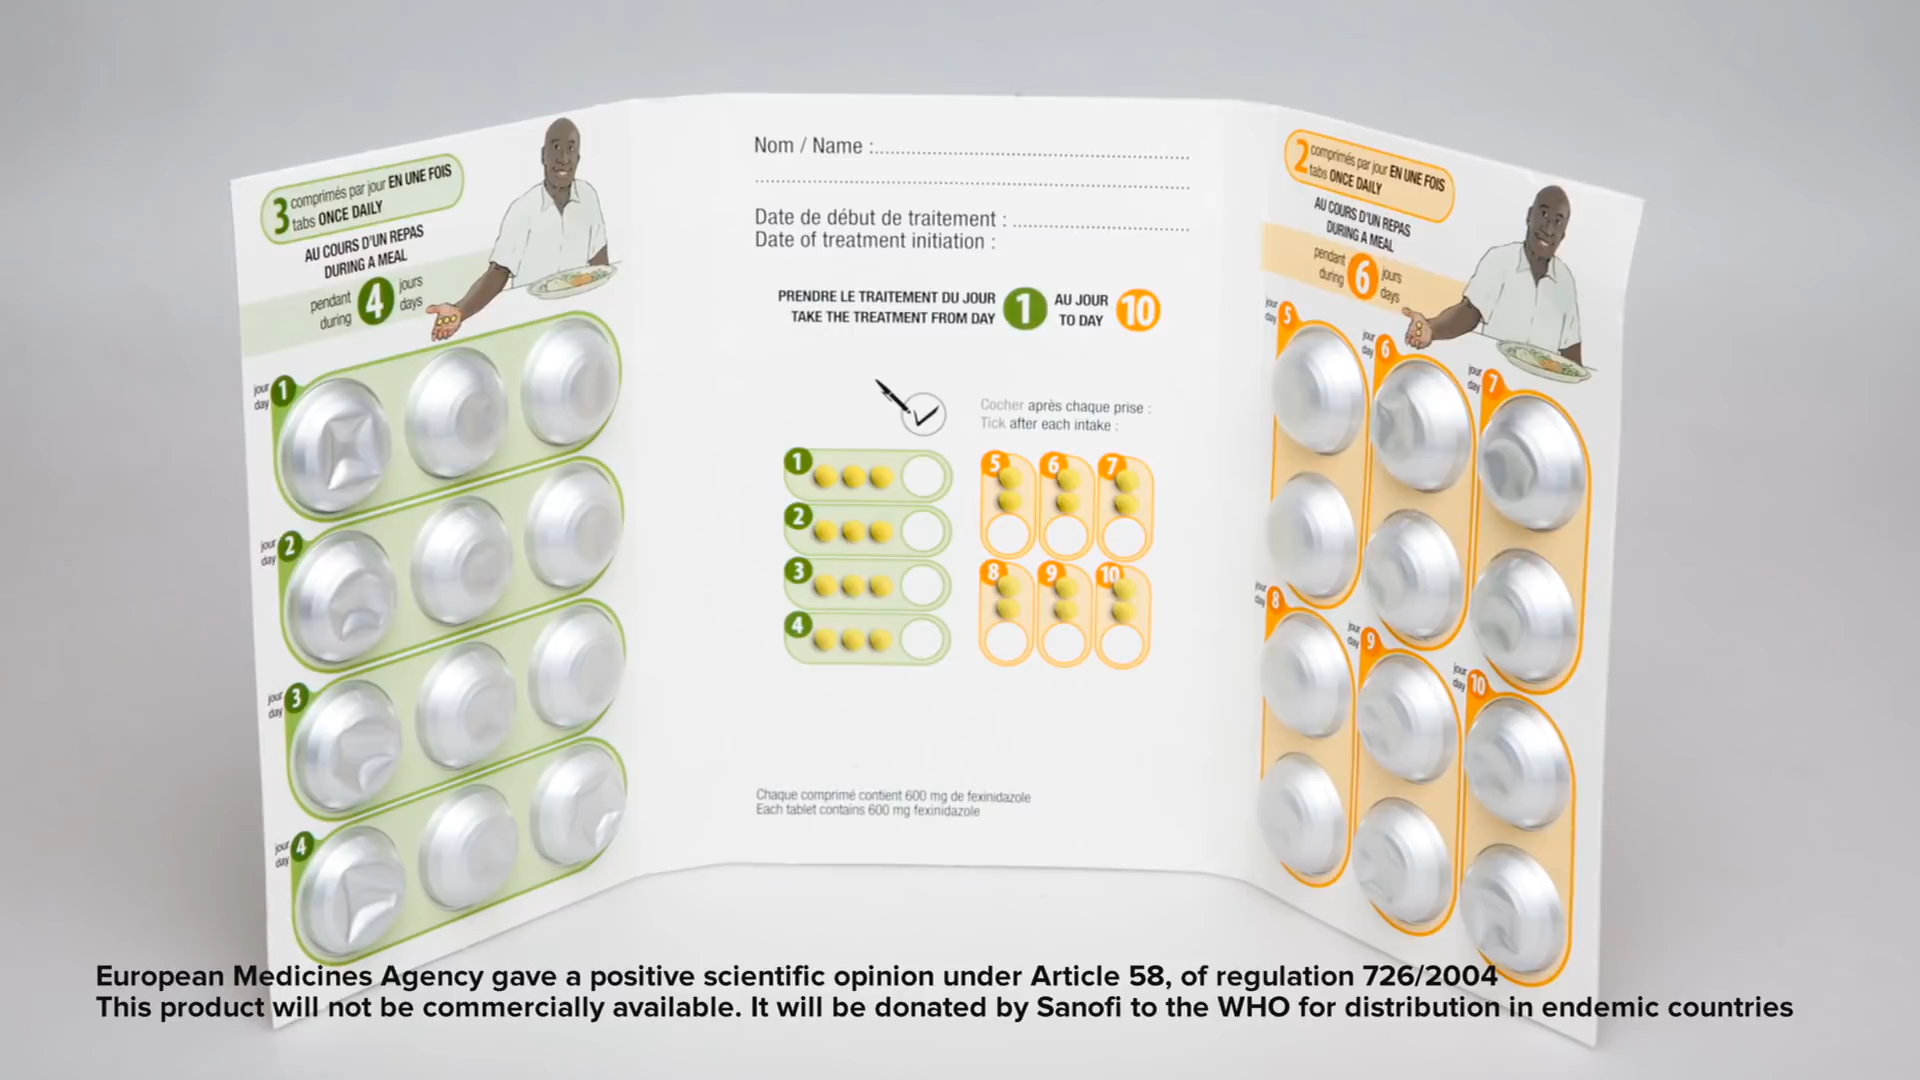 3 comprimés par jour EN UNE FOIS
tabs ONCE DAILY
AU COURS D'UN REPAS
DURING A MEAL
pendant 4 jours
during days
jour 1
day
jour 2
day
jour 3
day
jour 4
day
Nom / Name :
Date de début de traitement :
Date of treatment initiation :
PRENDRE LE TRAITEMENT DU JOUR 1 AU JOUR 10
TAKE THE TREATMENT FROM DAY TO DAY
Cocher après chaque prise :
Tick after each intake :
1
2
3
4
5 6 7
8 9 10
Chaque comprimé contient 600 mg de fexinidazole
Each tablet contains 600 mg fexinidazole
2 comprimés par jour EN UNE FOIS
tabs ONCE DAILY
AU COURS D'UN REPAS
DURING A MEAL
pendant 6 jours
during days
jour 5
day
jour 6
day
jour 7
day
jour 8
day
jour 9
day
jour 10
day
European Medicines Agency gave a positive scientific opinion under Article 58, of regulation 726/2004
This product will not be commercially available. It will be donated by Sanofi to the WHO for distribution in endemic countries